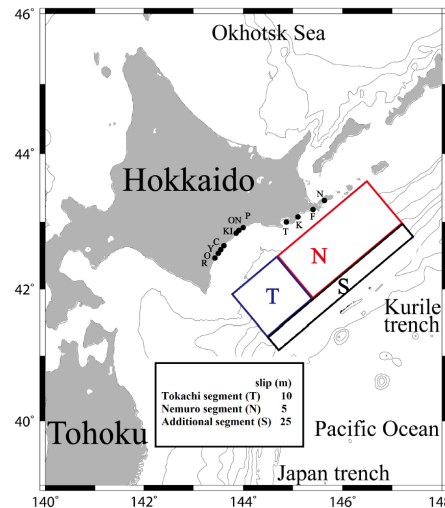 46°
Okhotsk Sea
44°
Hokkaido
N
ON P
KI
F
K
T
C
Y
O
R
N
T
S
42°
Kurile
trench
slip (m)
Tokachi segment (T) 10
Nemuro segment (N) 5
Additional segment (S) 25
40°
Tohoku
Pacific Ocean
Japan trench
140° 142° 144° 146° 148